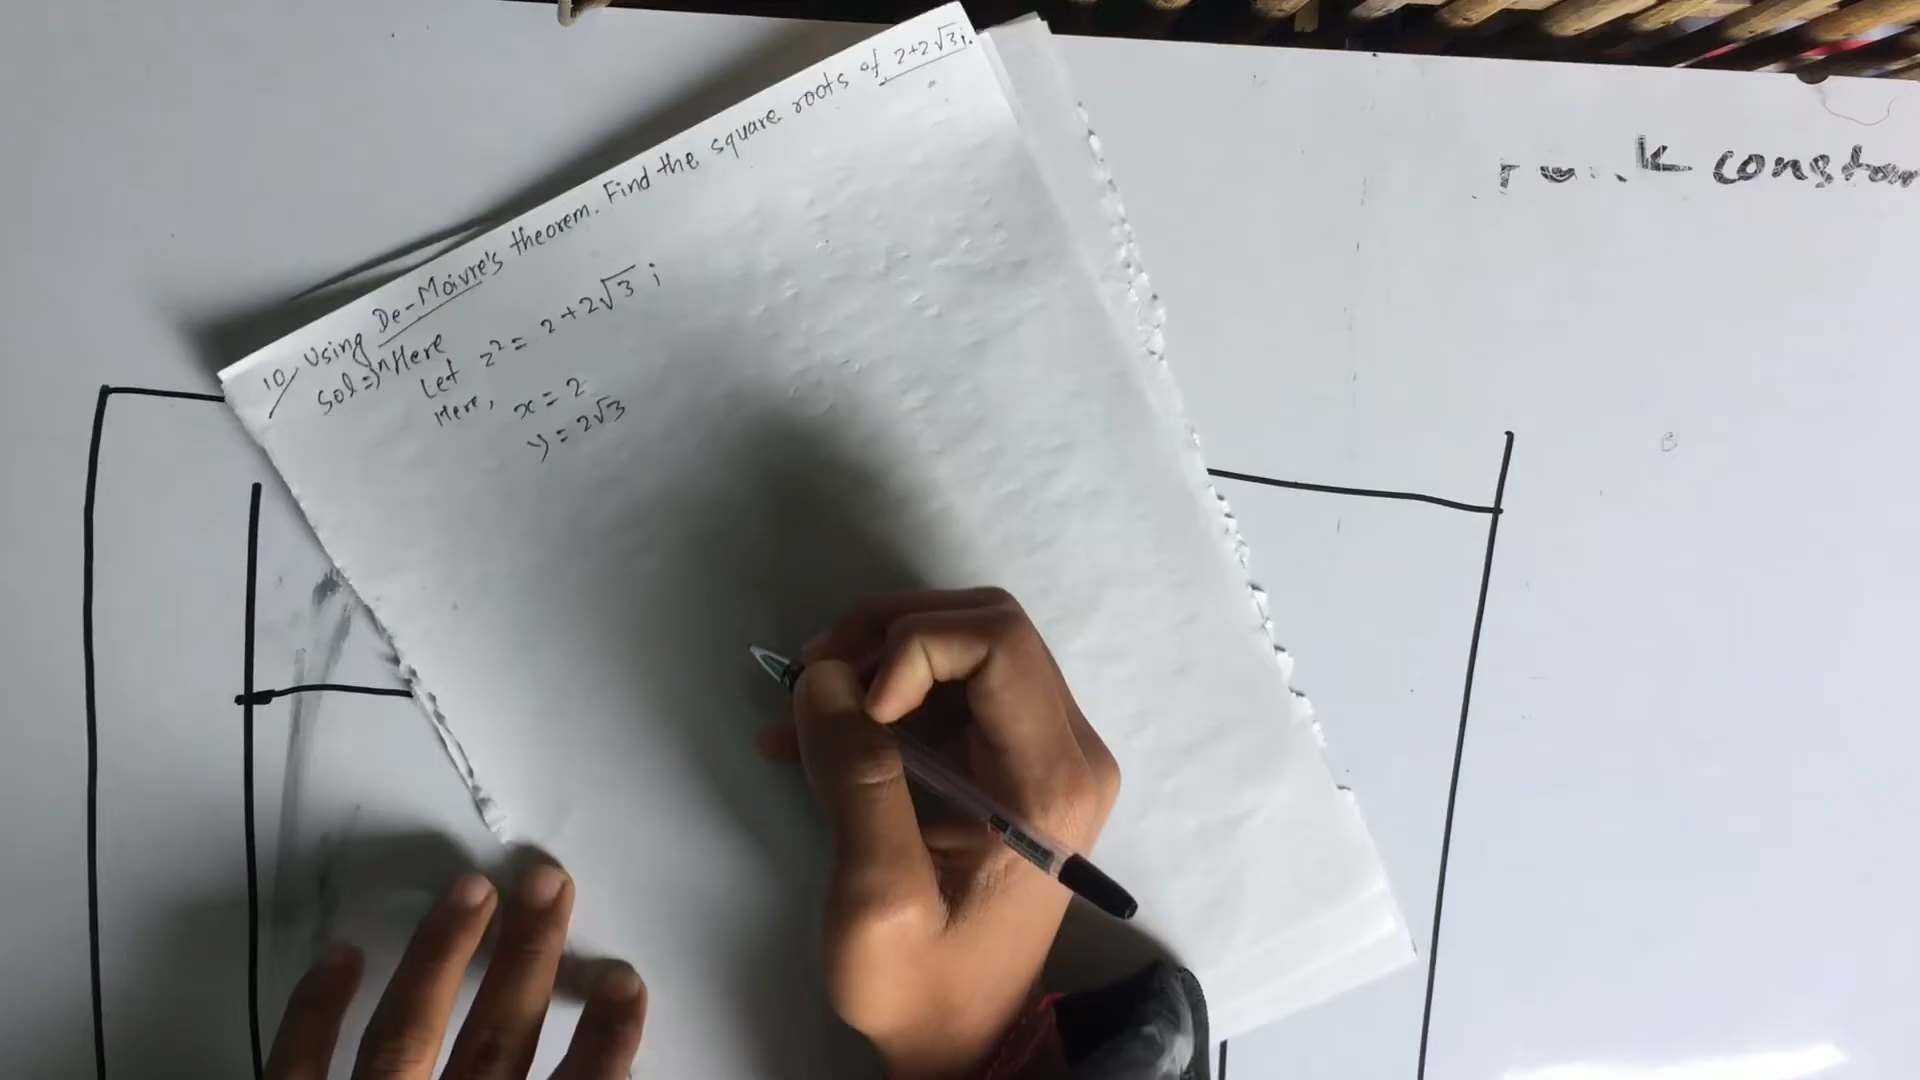 10, Using De-Moivre's theorem. Find the square roots of 2+2√3i.
Sol⇒ⁿ Here
Let z² = 2+2√3 i
Here, x = 2
y = 2√3
k constan